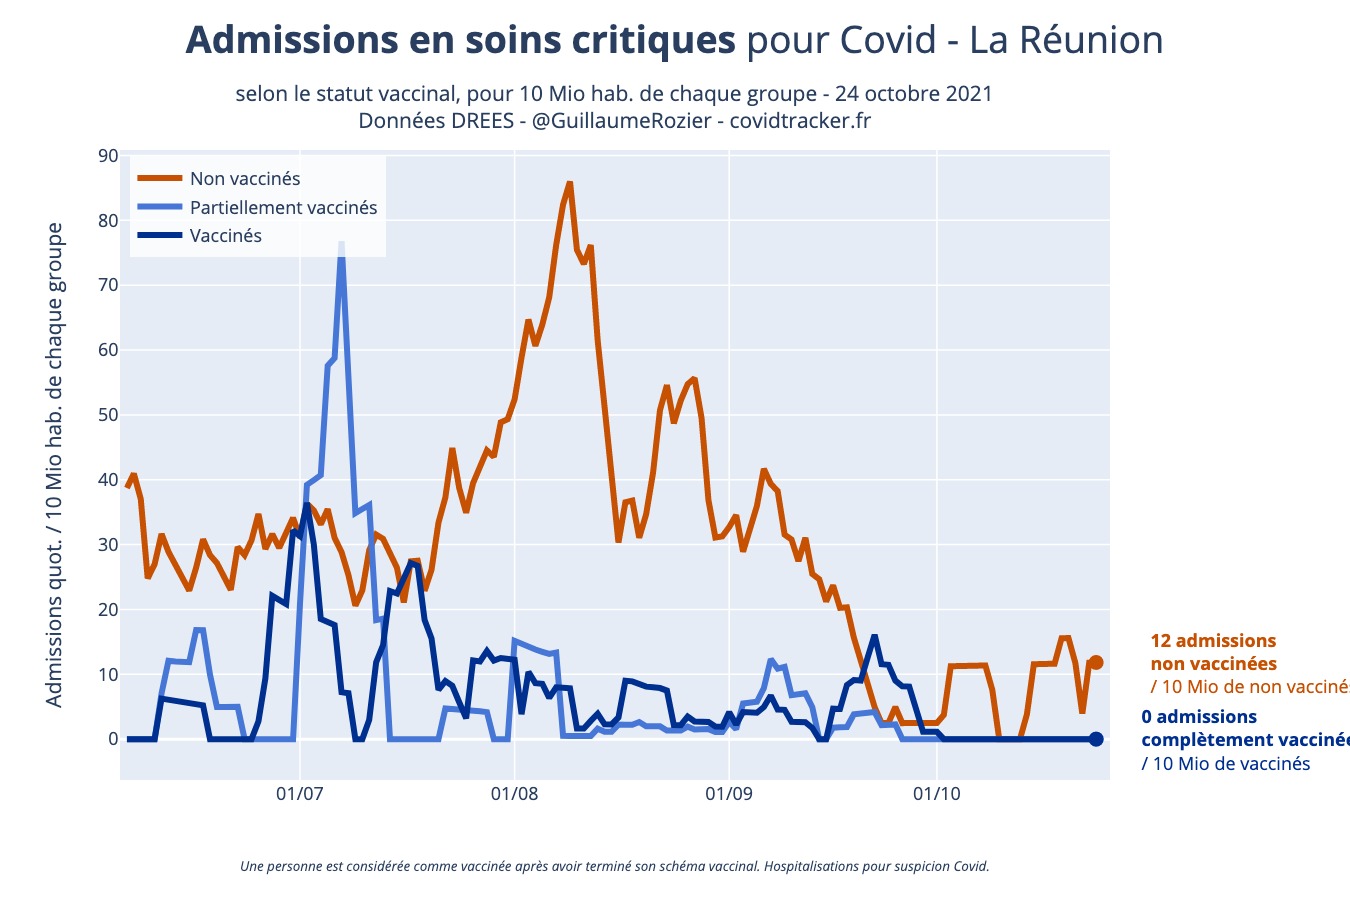 Admissions en soins critiques pour Covid - La Réunion
selon le statut vaccinal, pour 10 Mio hab. de chaque groupe - 24 octobre 2021
Données DREES - @GuillaumeRozier - covidtracker.fr
Admissions quot. / 10 Mio hab. de chaque groupe
90
80
70
60
50
40
30
20
10
0
Non vaccinés
Partiellement vaccinés
Vaccinés
12 admissions
non vaccinées
/ 10 Mio de non vaccinés
0 admissions
complètement vaccinée
/ 10 Mio de vaccinés
01/07
01/08
01/09
01/10
Une personne est considérée comme vaccinée après avoir terminé son schéma vaccinal. Hospitalisations pour suspicion Covid.